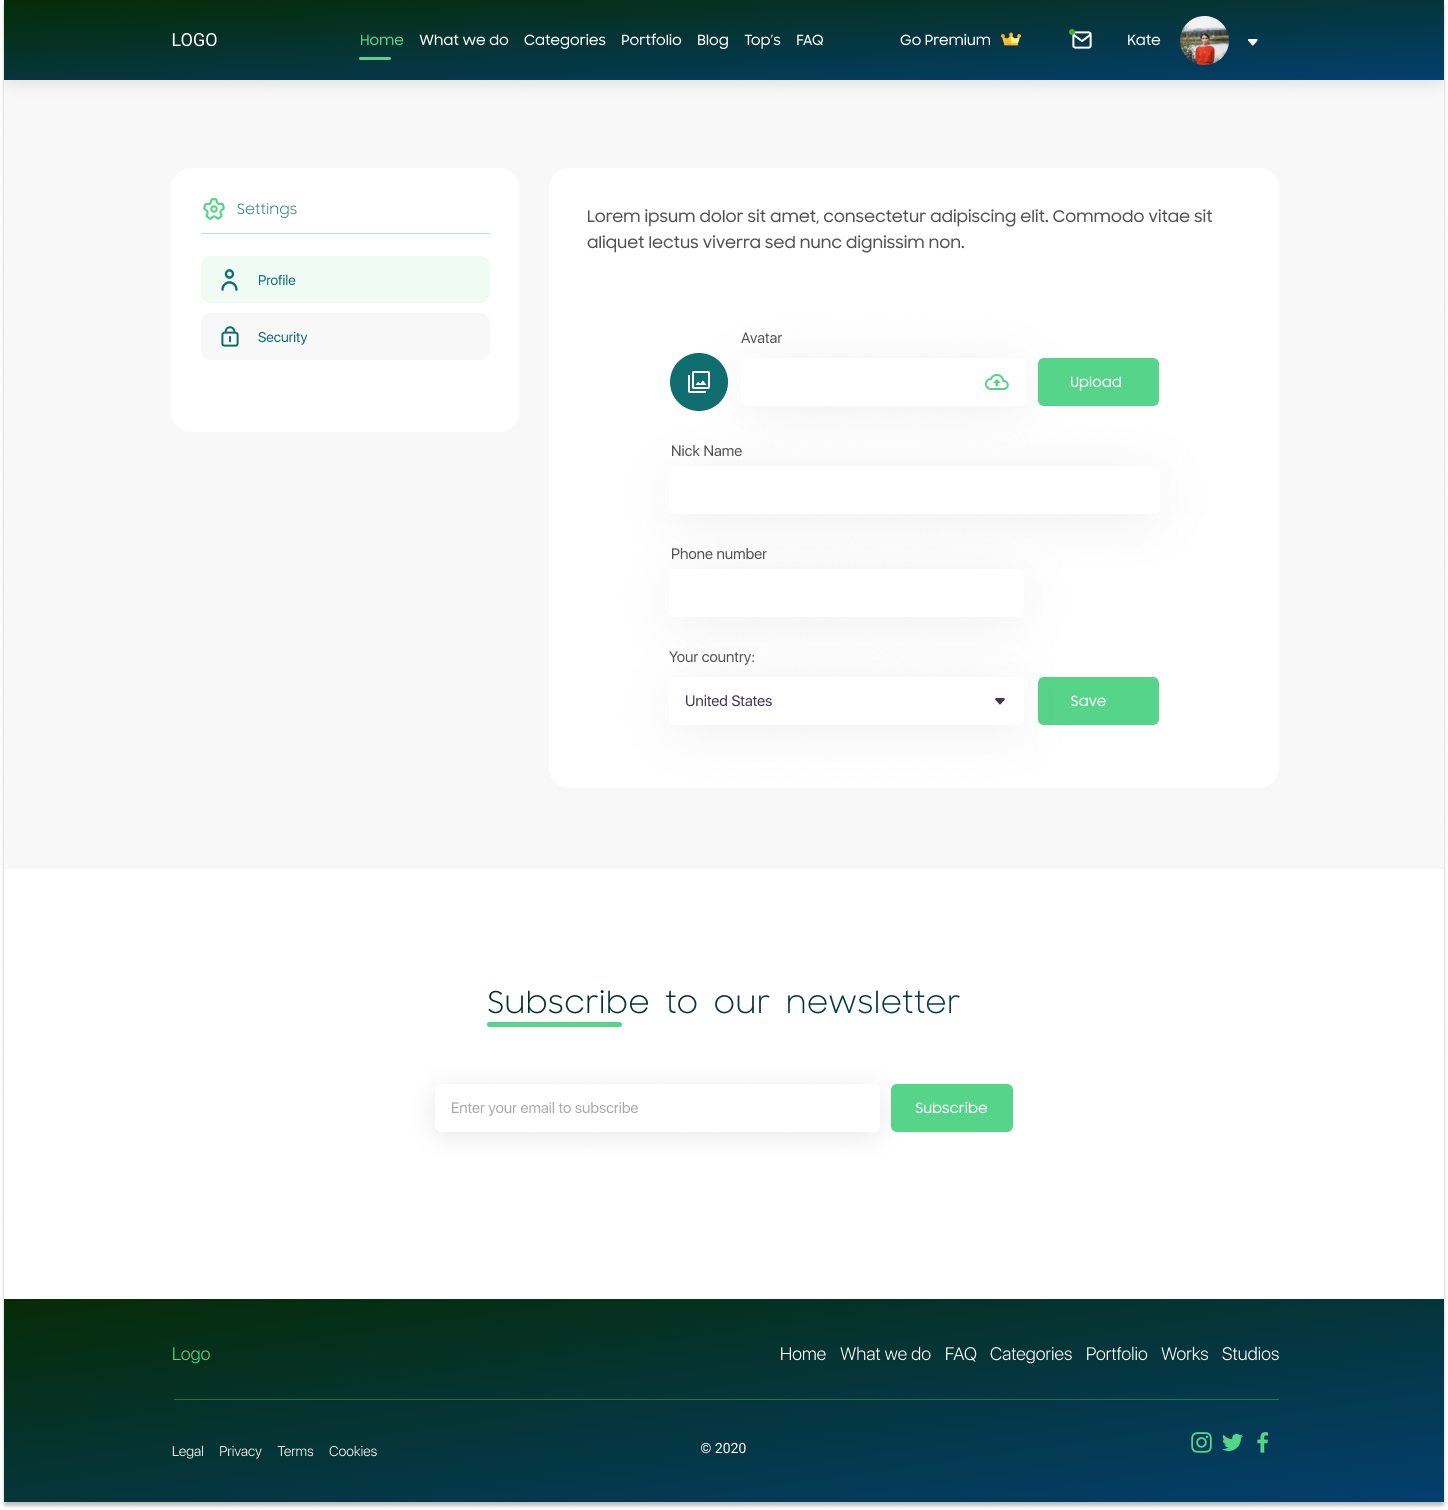 LOGO
Home What we do Categories Portfolio Blog Top's FAQ Go Premium Kate
Settings
Profile
Security
Lorem ipsum dolor sit amet, consectetur adipiscing elit. Commodo vitae sit
aliquet lectus viverra sed nunc dignissim non.
Avatar
Upload
Nick Name
Phone number
Your country:
United States
Save
Subscribe to our newsletter
Enter your email to subscribe
Subscribe
Logo
Home What we do FAQ Categories Portfolio Works Studios
Legal Privacy Terms Cookies
© 2020